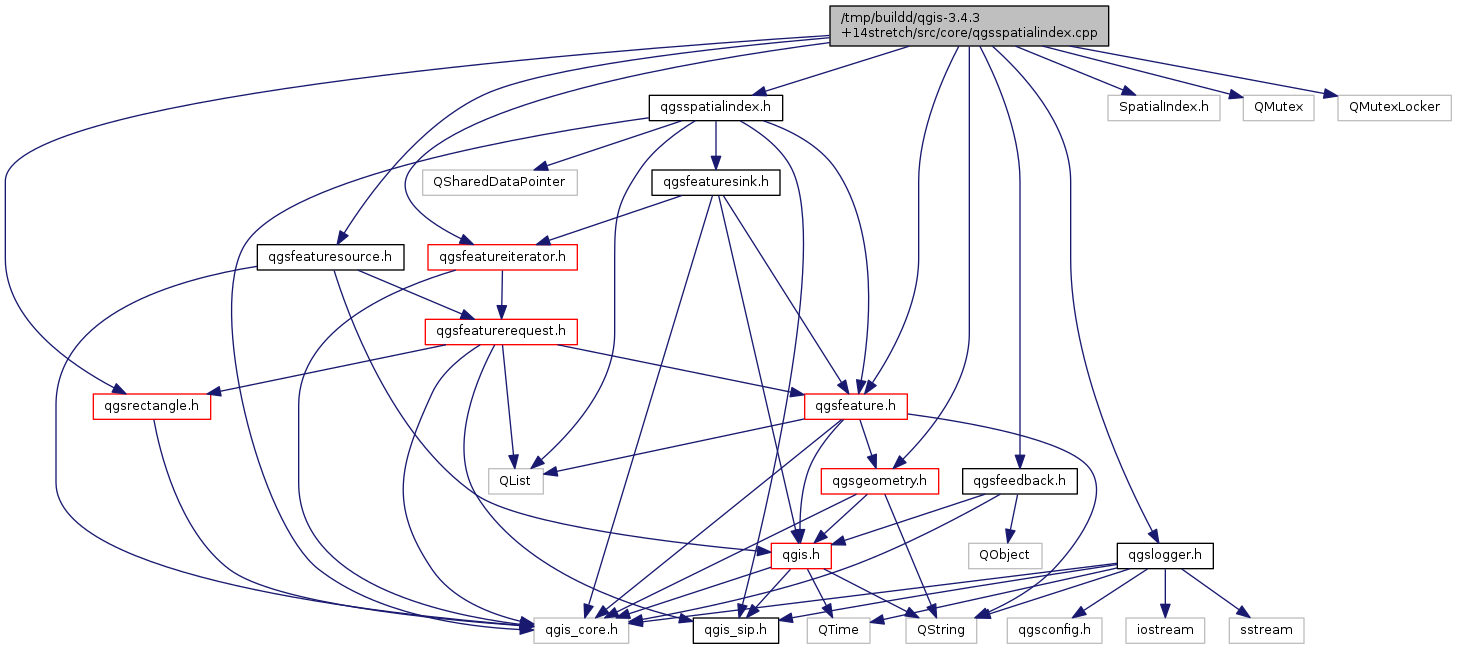 /tmp/buildd/qgis-3.4.3
+14stretch/src/core/qgsspatialindex.cpp
qgsspatialindex.h
SpatialIndex.h
QMutex
QMutexLocker
QSharedDataPointer
qgsfeaturesink.h
qgsfeaturesource.h
qgsfeatureiterator.h
qgsfeaturerequest.h
qgsrectangle.h
qgsfeature.h
QList
qgsgeometry.h
qgsfeedback.h
qgis.h
QObject
qgslogger.h
qgis_core.h
qgis_sip.h
QTime
QString
qgsconfig.h
iostream
sstream